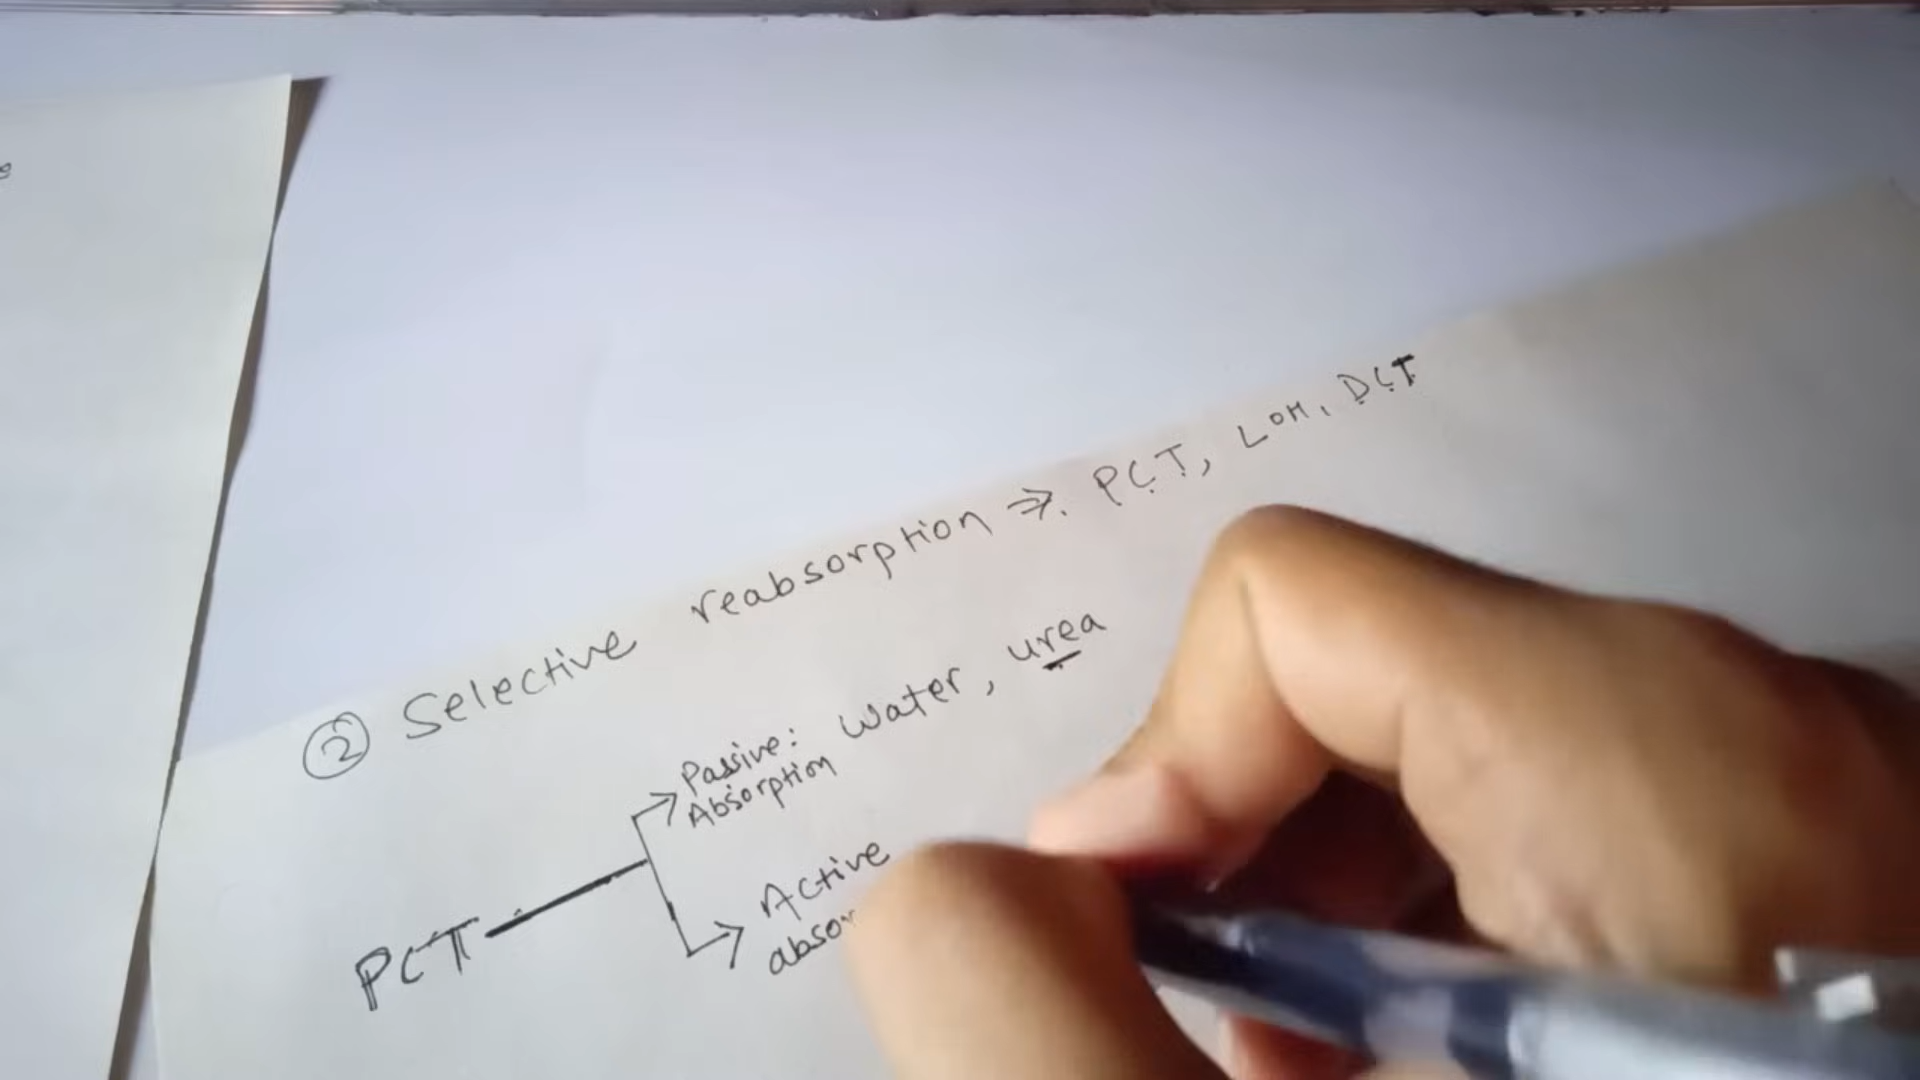 ② Selective reabsorption ⇒. PCT, LOH, DCT
Passive: Water, urea
Absorption
Active
PCT